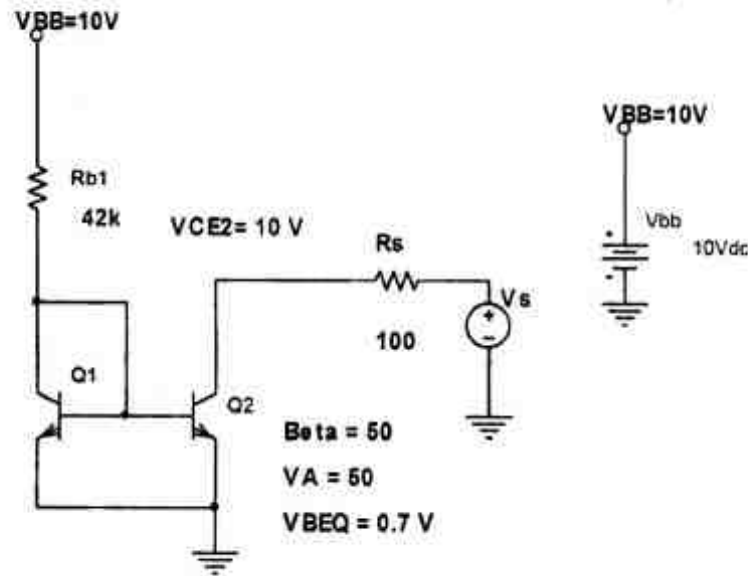 VBB=10V
VBB=10V
Rb1
42k
VCE2= 10 V
Rs
100
Vs
Vbb
10Vdc
Q1
Q2
Beta = 50
VA = 50
VBEQ = 0.7 V